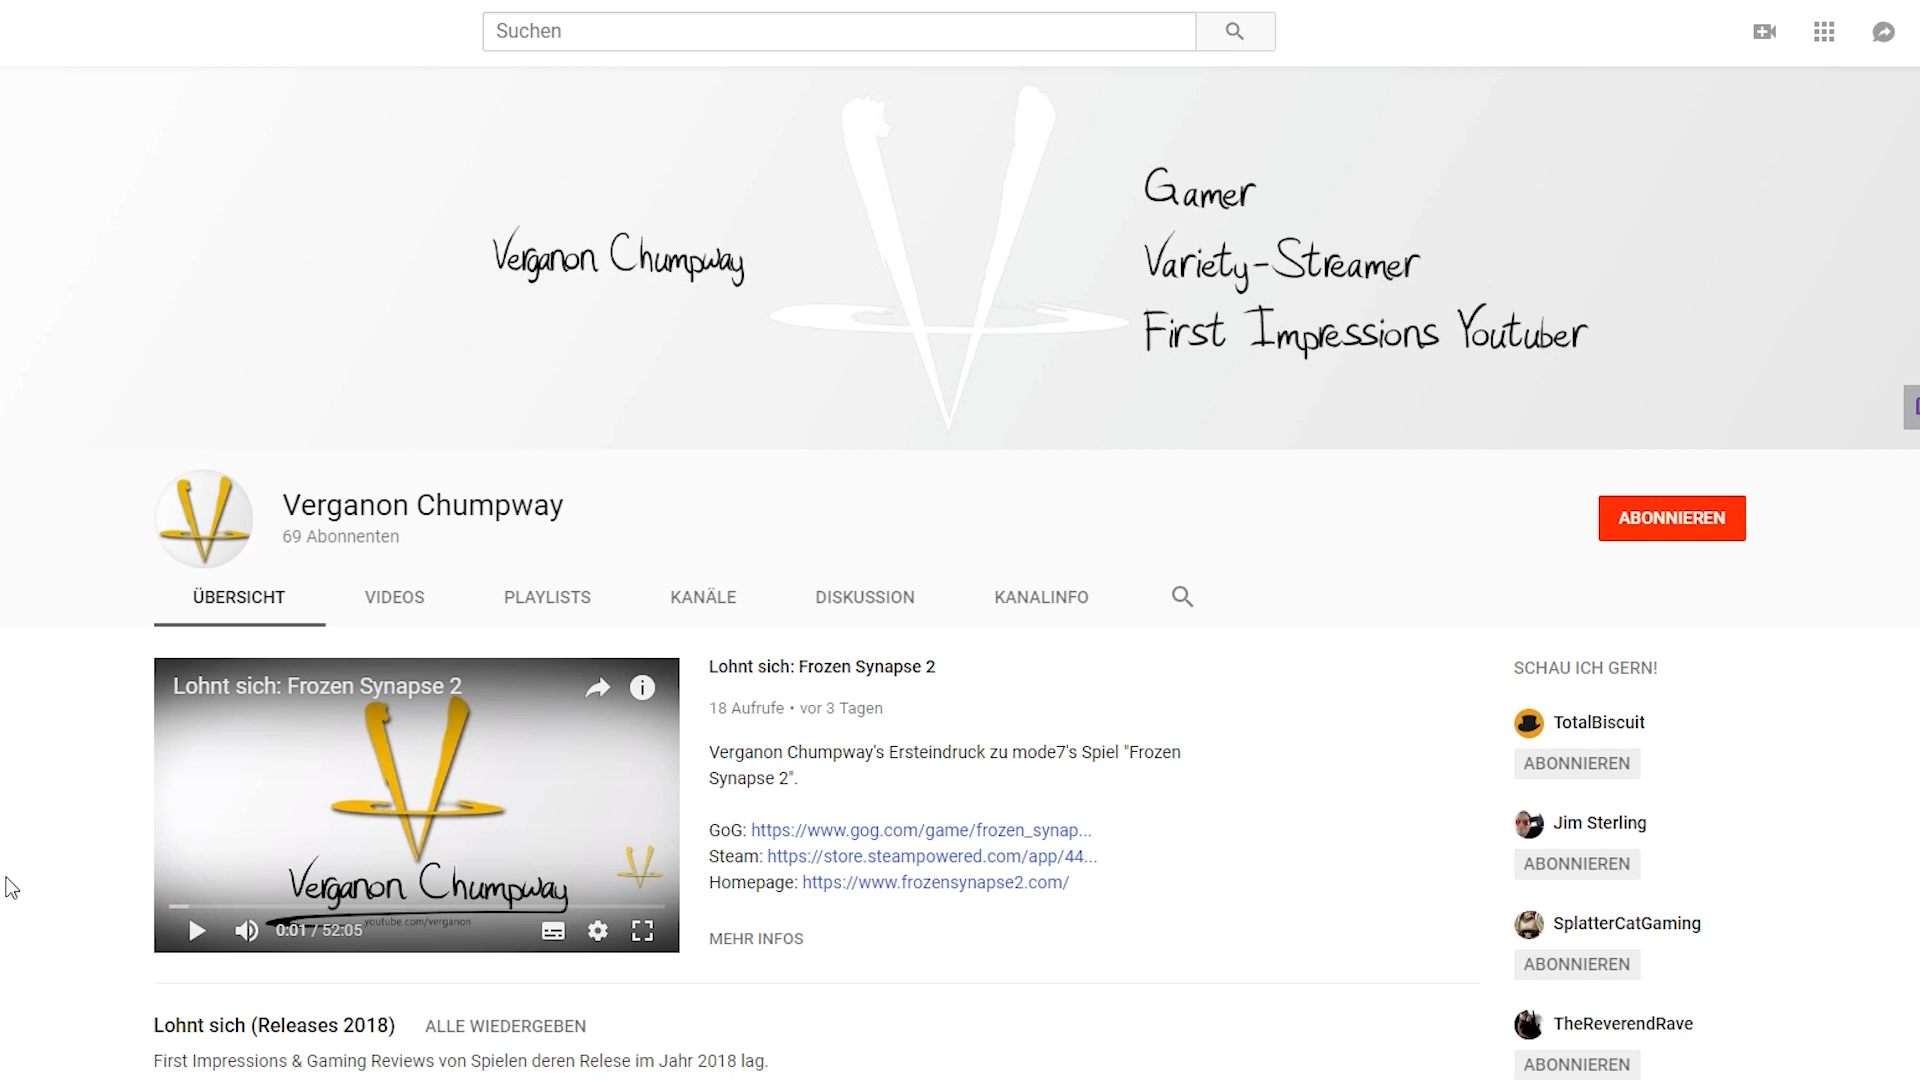 Suchen
Verganon Chumpway
Gamer
Variety-Streamer
First Impressions Youtuber
Verganon Chumpway
69 Abonnenten
ABONNIEREN
ÜBERSICHT VIDEOS PLAYLISTS KANÄLE DISKUSSION KANALINFO
Lohnt sich: Frozen Synapse 2
Verganon Chumpway
youtube.com/verganon
0:01 / 52:05
Lohnt sich: Frozen Synapse 2
18 Aufrufe • vor 3 Tagen
Verganon Chumpway's Ersteindruck zu mode7's Spiel "Frozen
Synapse 2".
GoG: https://www.gog.com/game/frozen_synap...
Steam: https://store.steampowered.com/app/44...
Homepage: https://www.frozensynapse2.com/
MEHR INFOS
SCHAU ICH GERN!
TotalBiscuit
ABONNIEREN
Jim Sterling
ABONNIEREN
SplatterCatGaming
ABONNIEREN
TheReverendRave
ABONNIEREN
Lohnt sich (Releases 2018) ALLE WIEDERGEBEN
First Impressions & Gaming Reviews von Spielen deren Relese im Jahr 2018 lag.